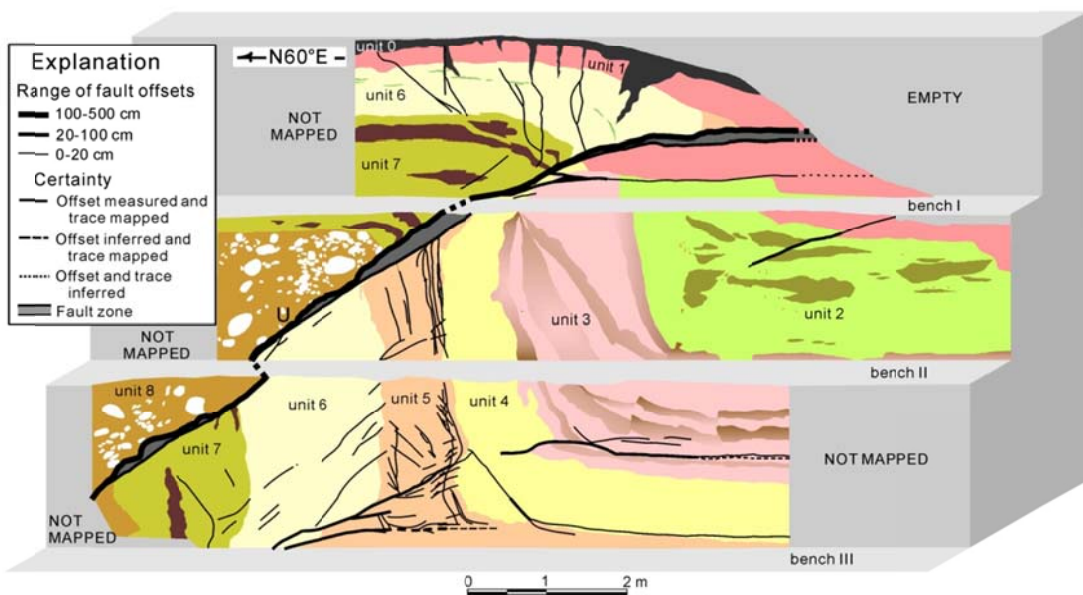 Explanation
Range of fault offsets
100-500 cm
20-100 cm
0-20 cm
Certainty
Offset measured and
trace mapped
Offset inferred and
trace mapped
Offset and trace
inferred
Fault zone
N60°E
unit 0
unit 1
unit 6
NOT
MAPPED
unit 7
EMPTY
bench I
U
unit 3
unit 2
NOT
MAPPED
bench II
unit 8
unit 6
unit 5
unit 4
unit 7
NOT MAPPED
NOT
MAPPED
bench III
0 1 2 m